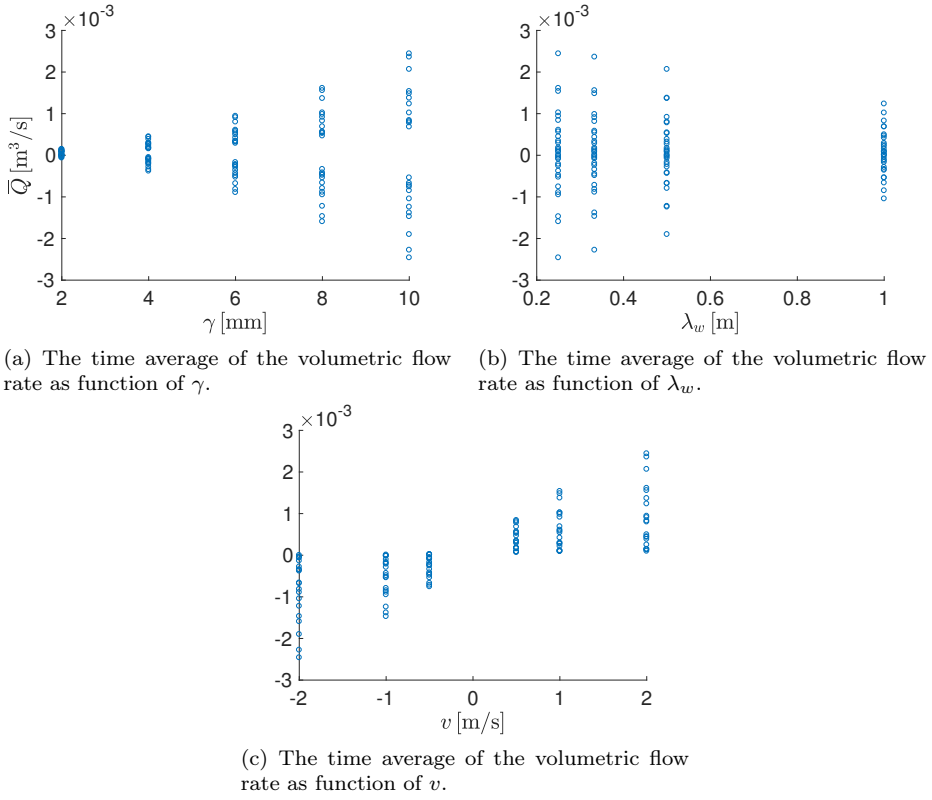 ×10⁻³
3
2
1
0
-1
-2
-3
Q̅ [m³/s]
2 4 6 8 10
γ [mm]
×10⁻³
3
2
1
0
-1
-2
-3
0.2 0.4 0.6 0.8 1
λ_w [m]
(a) The time average of the volumetric flow
rate as function of γ.
(b) The time average of the volumetric flow
rate as function of λ_w.
×10⁻³
3
2
1
0
-1
-2
-3
-2 -1 0 1 2
v [m/s]
(c) The time average of the volumetric flow
rate as function of v.